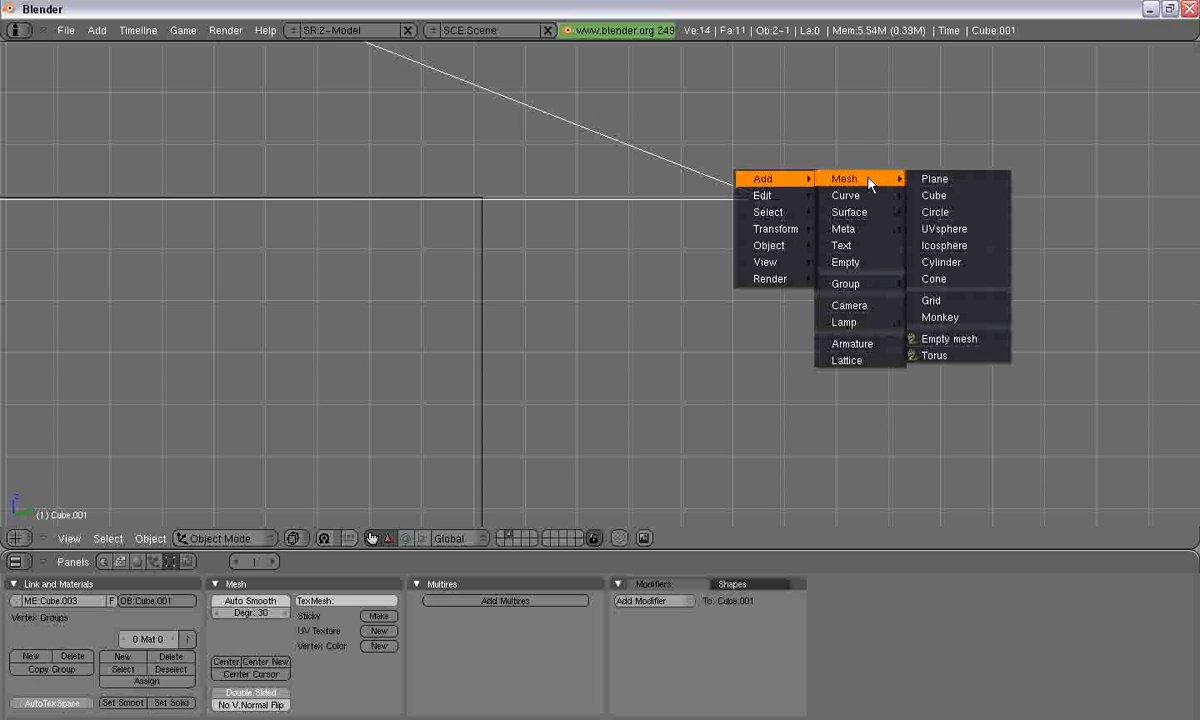 Blender
File Add Timeline Game Render Help SR:2-Model SCE:Scene www.blender.org 249 Ve:14 | Fa:11 | Ob:2-1 | La:0 | Mem:5.54M (0.39M) | Time | Cube.001
Add Mesh Plane
Edit Curve Cube
Select Surface Circle
Transform Meta UVsphere
Object Text Icosphere
View Empty Cylinder
Render Group Cone
Camera Grid
Lamp Monkey
Armature Empty mesh
Lattice Torus
(1) Cube.001
View Select Object Object Mode Global
Panels 1
Link and Materials Mesh Multires Modifiers Shapes
ME:Cube.003 F OB:Cube.001 Auto Smooth TexMesh: Add Multires Add Modifier To: Cube.001
Vertex Groups Degr: 30 Sticky Make
UV Texture New
0 Mat 0 ? Vertex Color New
New Delete New Delete Center Center New
Copy Group Select Deselect Center Cursor
Assign
Double Sided
AutoTexSpace Set Smoot Set Solid No V.Normal Flip